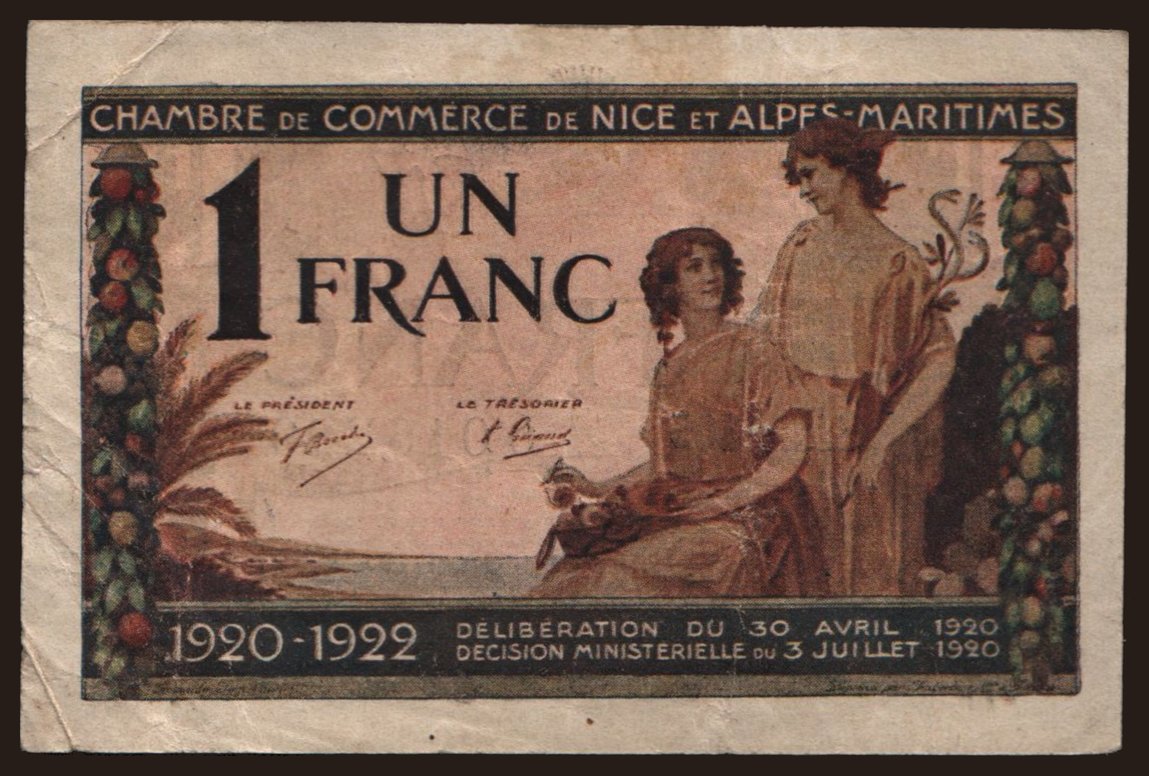 CHAMBRE DE COMMERCE DE NICE ET ALPES-MARITIMES
1 UN
FRANC
LE PRÉSIDENT LE TRÉSORIER
1920-1922
DÉLIBÉRATION DU 30 AVRIL 1920
DÉCISION MINISTÉRIELLE DU 3 JUILLET 1920